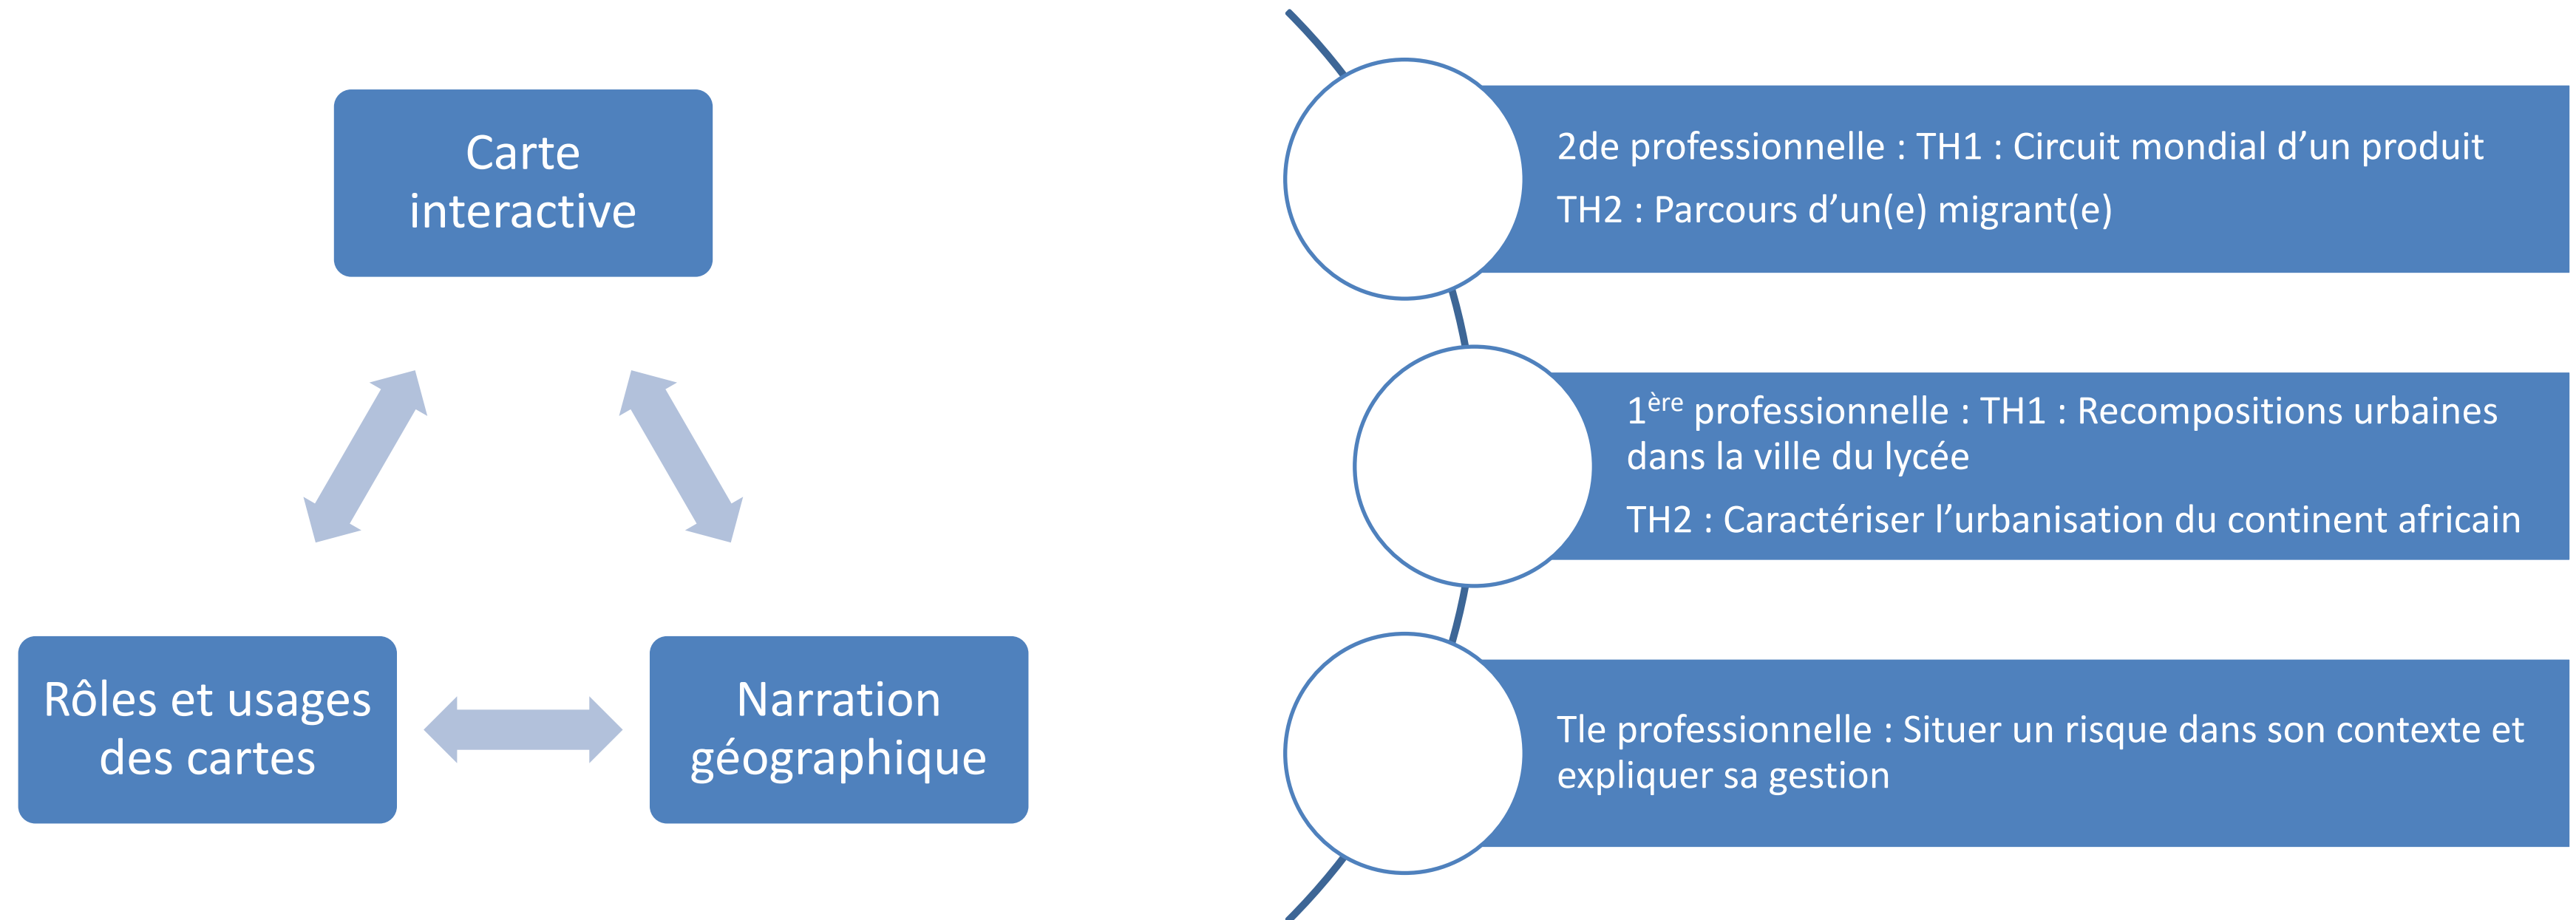 Carte
interactive
Rôles et usages
des cartes
Narration
géographique
2de professionnelle : TH1 : Circuit mondial d’un produit
TH2 : Parcours d’un(e) migrant(e)
1ère professionnelle : TH1 : Recompositions urbaines
dans la ville du lycée
TH2 : Caractériser l’urbanisation du continent africain
Tle professionnelle : Situer un risque dans son contexte et
expliquer sa gestion